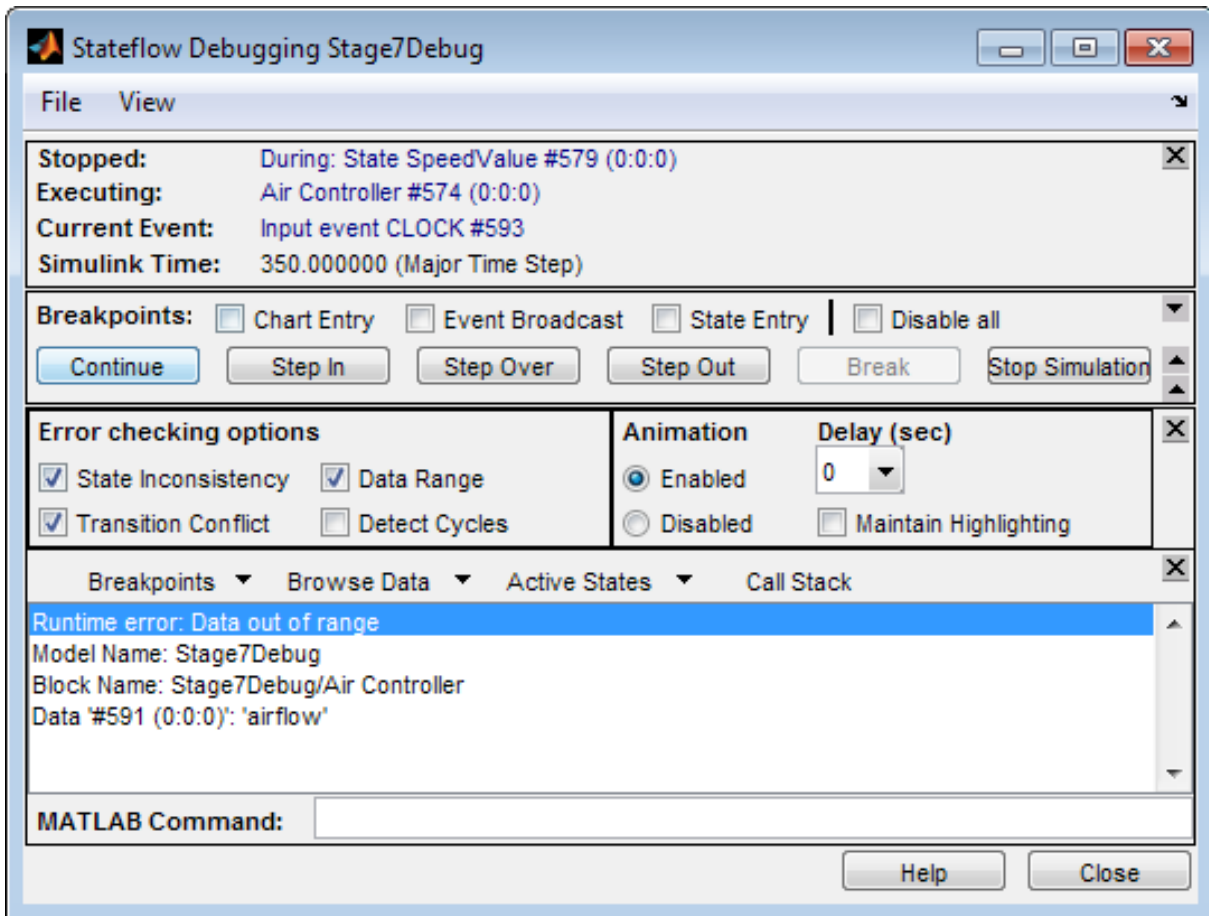 Stateflow Debugging Stage7Debug
File View
Stopped: During: State SpeedValue #579 (0:0:0)
Executing: Air Controller #574 (0:0:0)
Current Event: Input event CLOCK #593
Simulink Time: 350.000000 (Major Time Step)
Breakpoints: Chart Entry Event Broadcast State Entry Disable all
Continue Step In Step Over Step Out Break Stop Simulation
Error checking options Animation Delay (sec)
State Inconsistency Data Range Enabled 0
Transition Conflict Detect Cycles Disabled Maintain Highlighting
Breakpoints Browse Data Active States Call Stack
Runtime error: Data out of range
Model Name: Stage7Debug
Block Name: Stage7Debug/Air Controller
Data '#591 (0:0:0)': 'airflow'
MATLAB Command:
Help Close